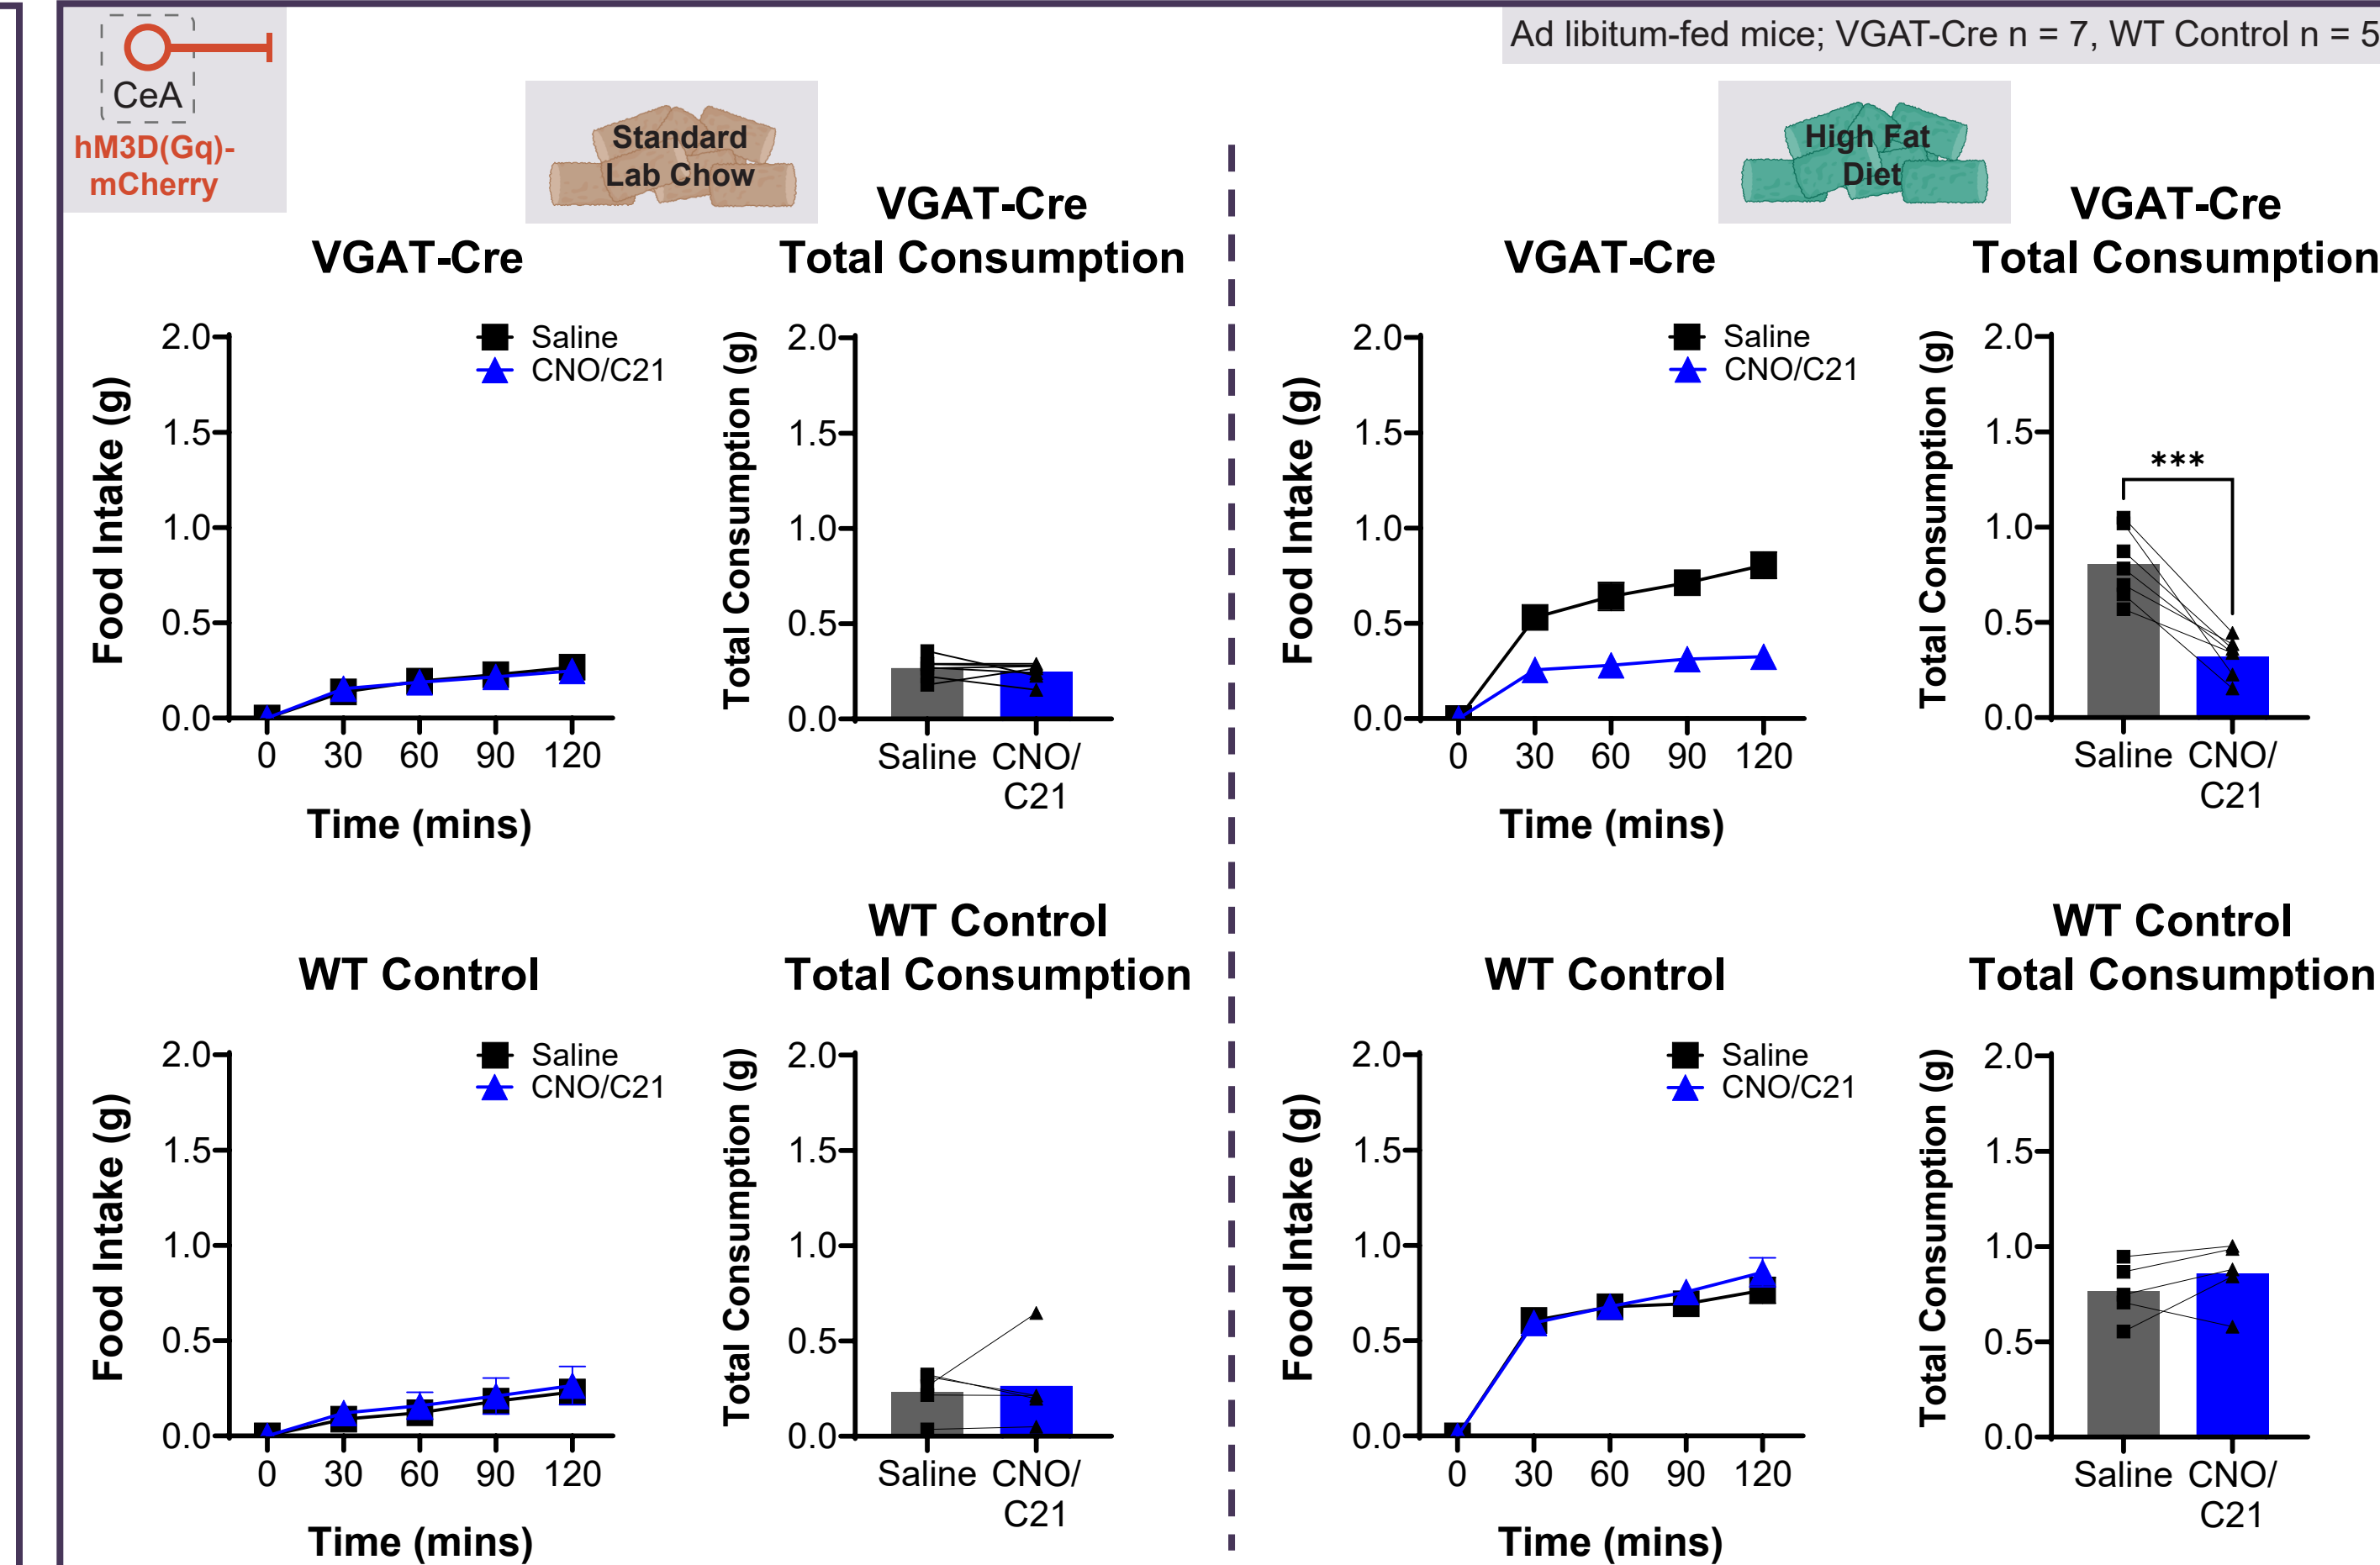 Ad libitum-fed mice; VGAT-Cre n = 7, WT Control n = 5
CeA
hM3D(Gq)-
mCherry
Standard
Lab Chow
VGAT-Cre
Food Intake (g)
2.0
1.5
1.0
0.5
0.0
Saline
CNO/C21
0 30 60 90 120
Time (mins)
VGAT-Cre
Total Consumption
Total Consumption (g)
2.0
1.5
1.0
0.5
0.0
Saline CNO/
C21
High Fat
Diet
VGAT-Cre
Food Intake (g)
2.0
1.5
1.0
0.5
0.0
Saline
CNO/C21
0 30 60 90 120
Time (mins)
VGAT-Cre
Total Consumption
Total Consumption (g)
2.0
1.5
1.0
0.5
0.0
***
Saline CNO/
C21
WT Control
Food Intake (g)
2.0
1.5
1.0
0.5
0.0
Saline
CNO/C21
0 30 60 90 120
Time (mins)
WT Control
Total Consumption
Total Consumption (g)
2.0
1.5
1.0
0.5
0.0
Saline CNO/
C21
WT Control
Food Intake (g)
2.0
1.5
1.0
0.5
0.0
Saline
CNO/C21
0 30 60 90 120
Time (mins)
WT Control
Total Consumption
Total Consumption (g)
2.0
1.5
1.0
0.5
0.0
Saline CNO/
C21